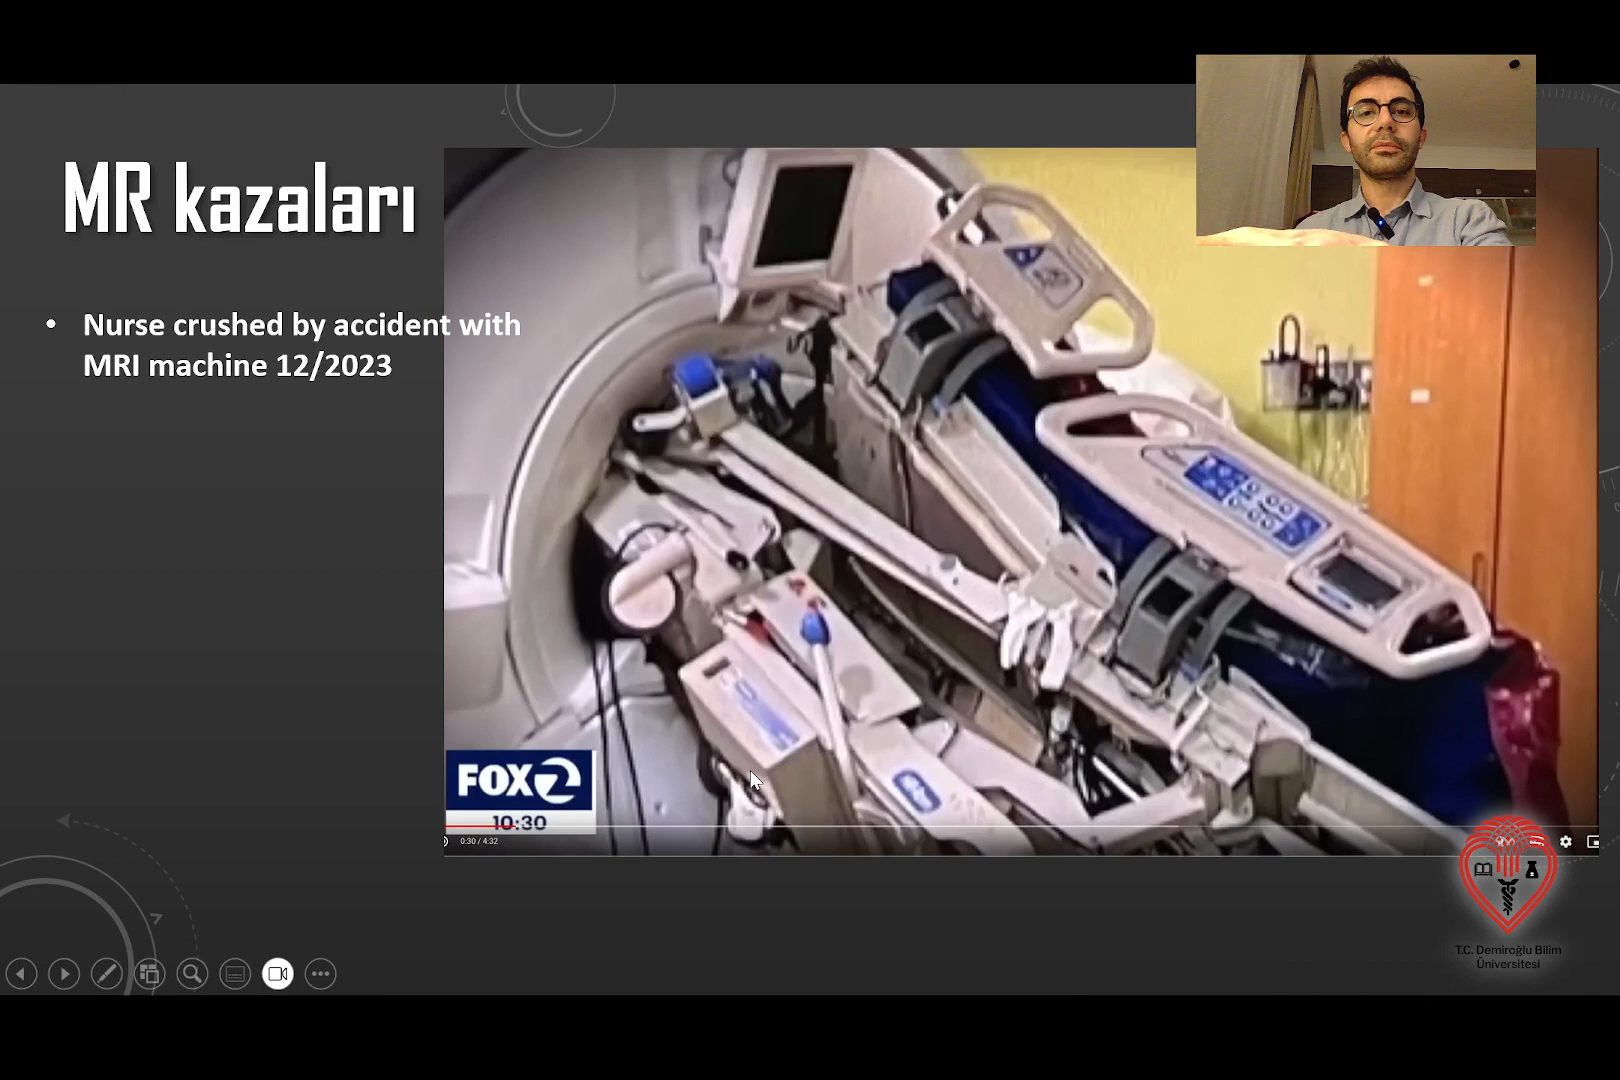 MR kazaları
• Nurse crushed by accident with
MRI machine 12/2023
FOX 2
10:30
0:30 / 4:32
T.C. Demiroğlu Bilim
Üniversitesi